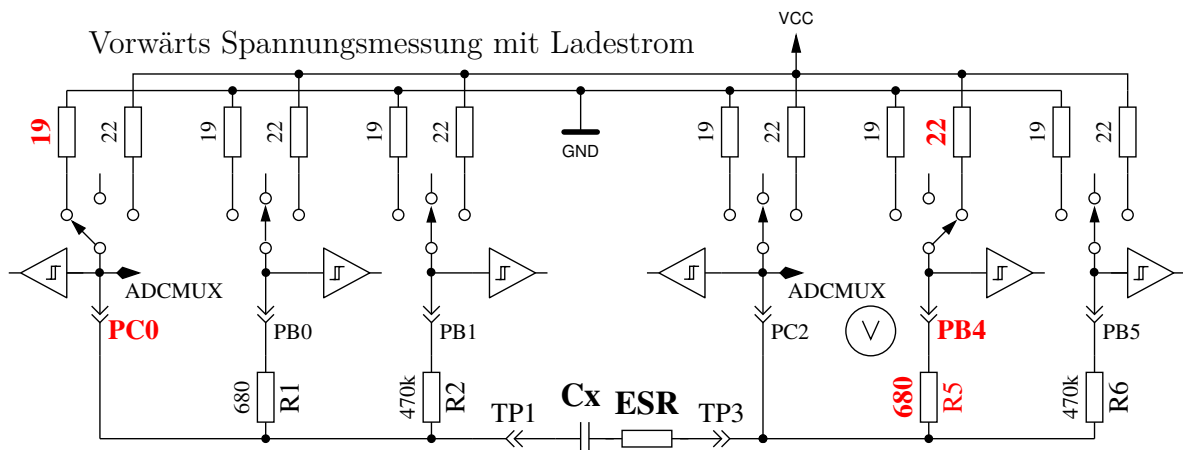 VCC
Vorwärts Spannungsmessung mit Ladestrom
19
22
19
22
19
22
GND
19
22
19
22
19
22
ADCMUX
ADCMUX
PC0
PB0
PB1
PC2
V
PB4
PB5
680
R1
470k
R2
680
R5
470k
R6
TP1
Cx
ESR
TP3